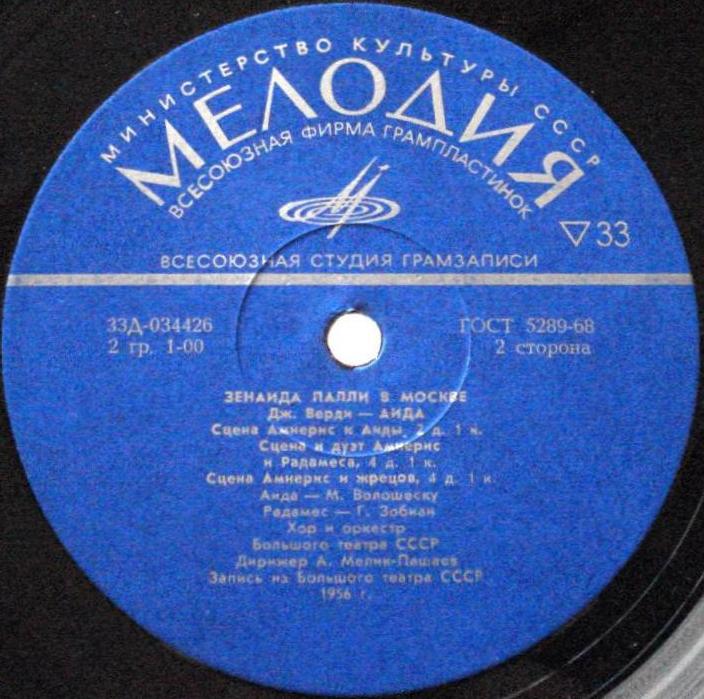 МИНИСТЕРСТВО КУЛЬТУРЫ СССР
МЕЛОДИЯ
ВСЕСОЮЗНАЯ ФИРМА ГРАМПЛАСТИНОК
▽33
ВСЕСОЮЗНАЯ СТУДИЯ ГРАМЗАПИСИ
33Д-034426
ГОСТ 5289-68
2 гр. 1-00
2 сторона
ЗЕНАИДА ПАЛЛИ В МОСКВЕ
Дж. Верди — АИДА
Сцена Амнерис и Аиды, 2 д. 1 к.
Сцена и дуэт Амнерис
и Радамеса, 4 д. 1 к.
Сцена Амнерис и жрецов, 4 д. 1 к.
Аида — М. Волошеску
Радамес — Г. Зобиан
Хор и оркестр
Большого театра СССР
Дирижер А. Мелик-Пашаев
Запись из Большого театра СССР
1956 г.